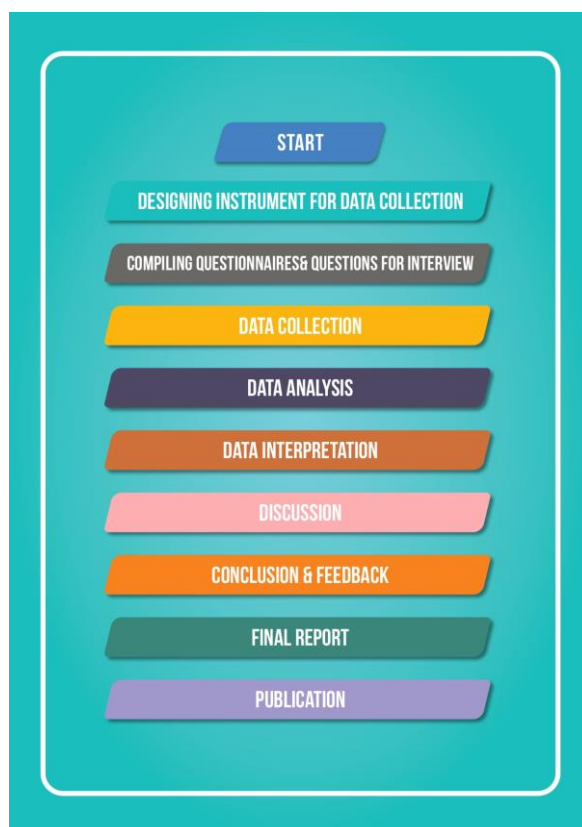 START
DESIGNING INSTRUMENT FOR DATA COLLECTION
COMPILING QUESTIONNAIRES& QUESTIONS FOR INTERVIEW
DATA COLLECTION
DATA ANALYSIS
DATA INTERPRETATION
DISCUSSION
CONCLUSION & FEEDBACK
FINAL REPORT
PUBLICATION